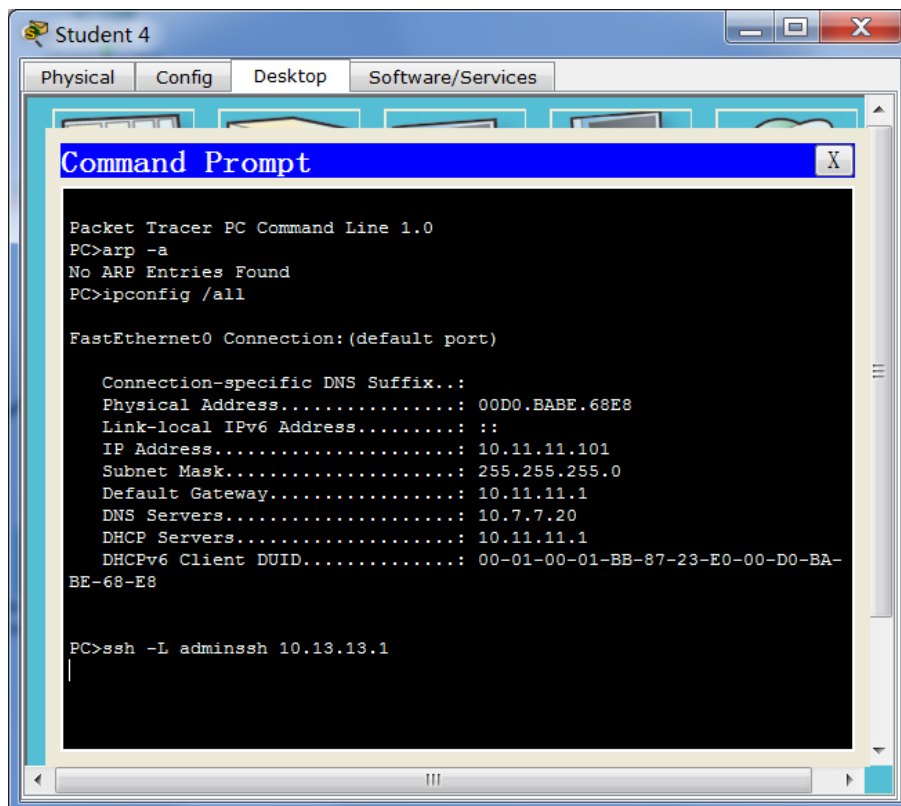 Student 4
Physical Config Desktop Software/Services
Command Prompt X
Packet Tracer PC Command Line 1.0
PC>arp -a
No ARP Entries Found
PC>ipconfig /all
FastEthernet0 Connection:(default port)
Connection-specific DNS Suffix..:
Physical Address................: 00D0.BABE.68E8
Link-local IPv6 Address.........: ::
IP Address......................: 10.11.11.101
Subnet Mask.....................: 255.255.255.0
Default Gateway.................: 10.11.11.1
DNS Servers.....................: 10.7.7.20
DHCP Servers....................: 10.11.11.1
DHCPv6 Client DUID..............: 00-01-00-01-BB-87-23-E0-00-D0-BA-
BE-68-E8
PC>ssh -L adminssh 10.13.13.1